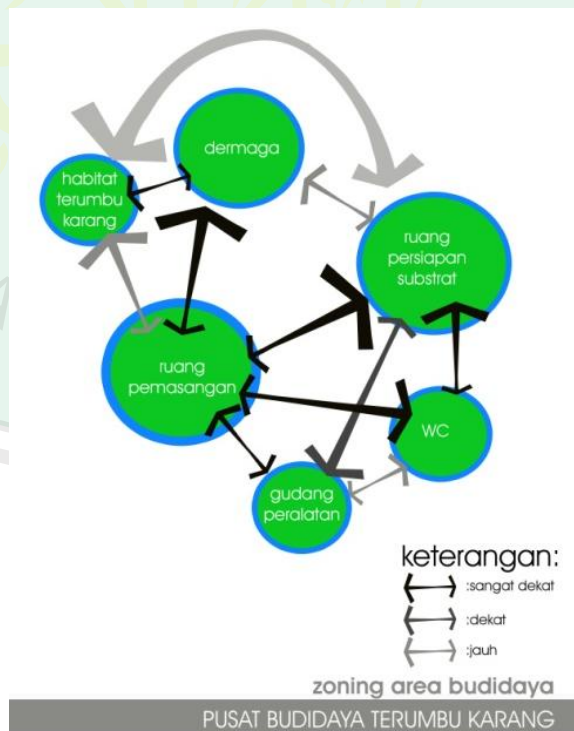 dermaga
habitat
terumbu
karang
ruang
persiapan
substrat
ruang
pemasangan
WC
gudang
peralatan
keterangan:
:sangat dekat
:dekat
:jauh
zoning area budidaya
PUSAT BUDIDAYA TERUMBU KARANG